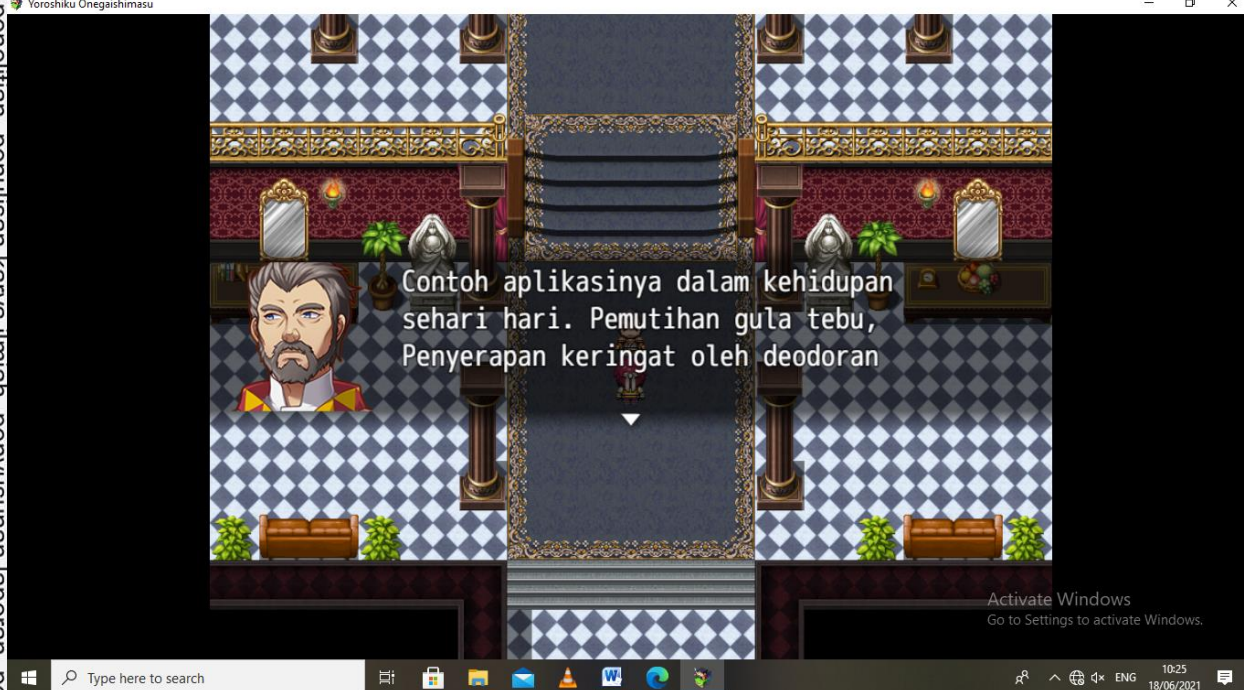 Yoroshiku Onegaishimasu
Contoh aplikasinya dalam kehidupan
sehari hari. Pemutihan gula tebu,
Penyerapan keringat oleh deodoran
Activate Windows
Go to Settings to activate Windows.
Type here to search
ENG
10:25
18/06/2021